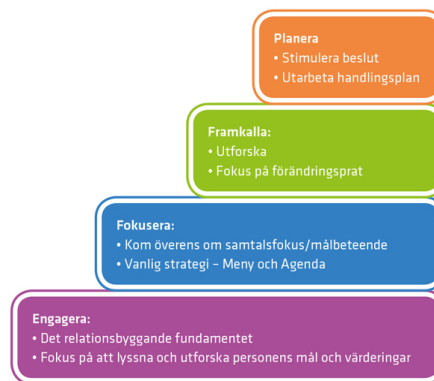 Planera
• Stimulera beslut
• Utarbeta handlingsplan
Framkalla:
• Utforska
• Fokus på förändringsprat
Fokusera:
• Kom överens om samtalsfokus/målbeteende
• Vanlig strategi – Meny och Agenda
Engagera:
• Det relationsbyggande fundamentet
• Fokus på att lyssna och utforska personens mål och värderingar